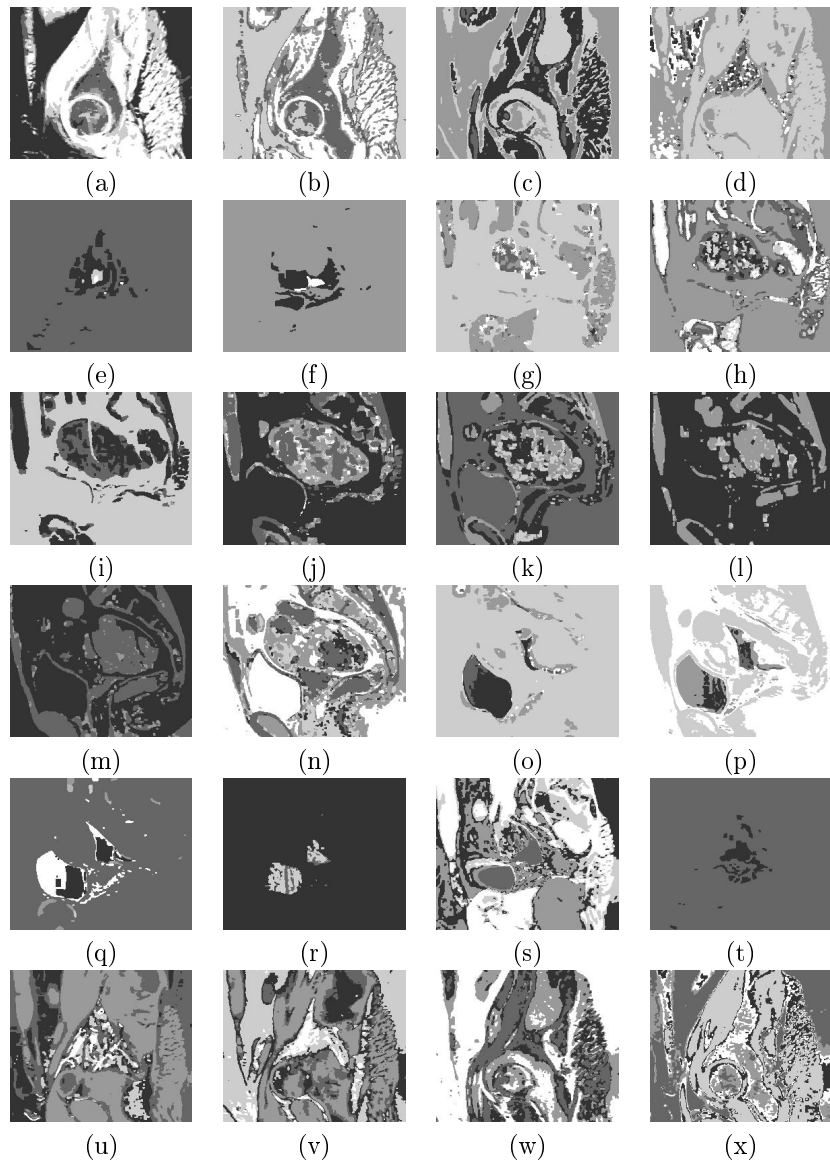 (a) (b) (c) (d)
(e) (f) (g) (h)
(i) (j) (k) (l)
(m) (n) (o) (p)
(q) (r) (s) (t)
(u) (v) (w) (x)